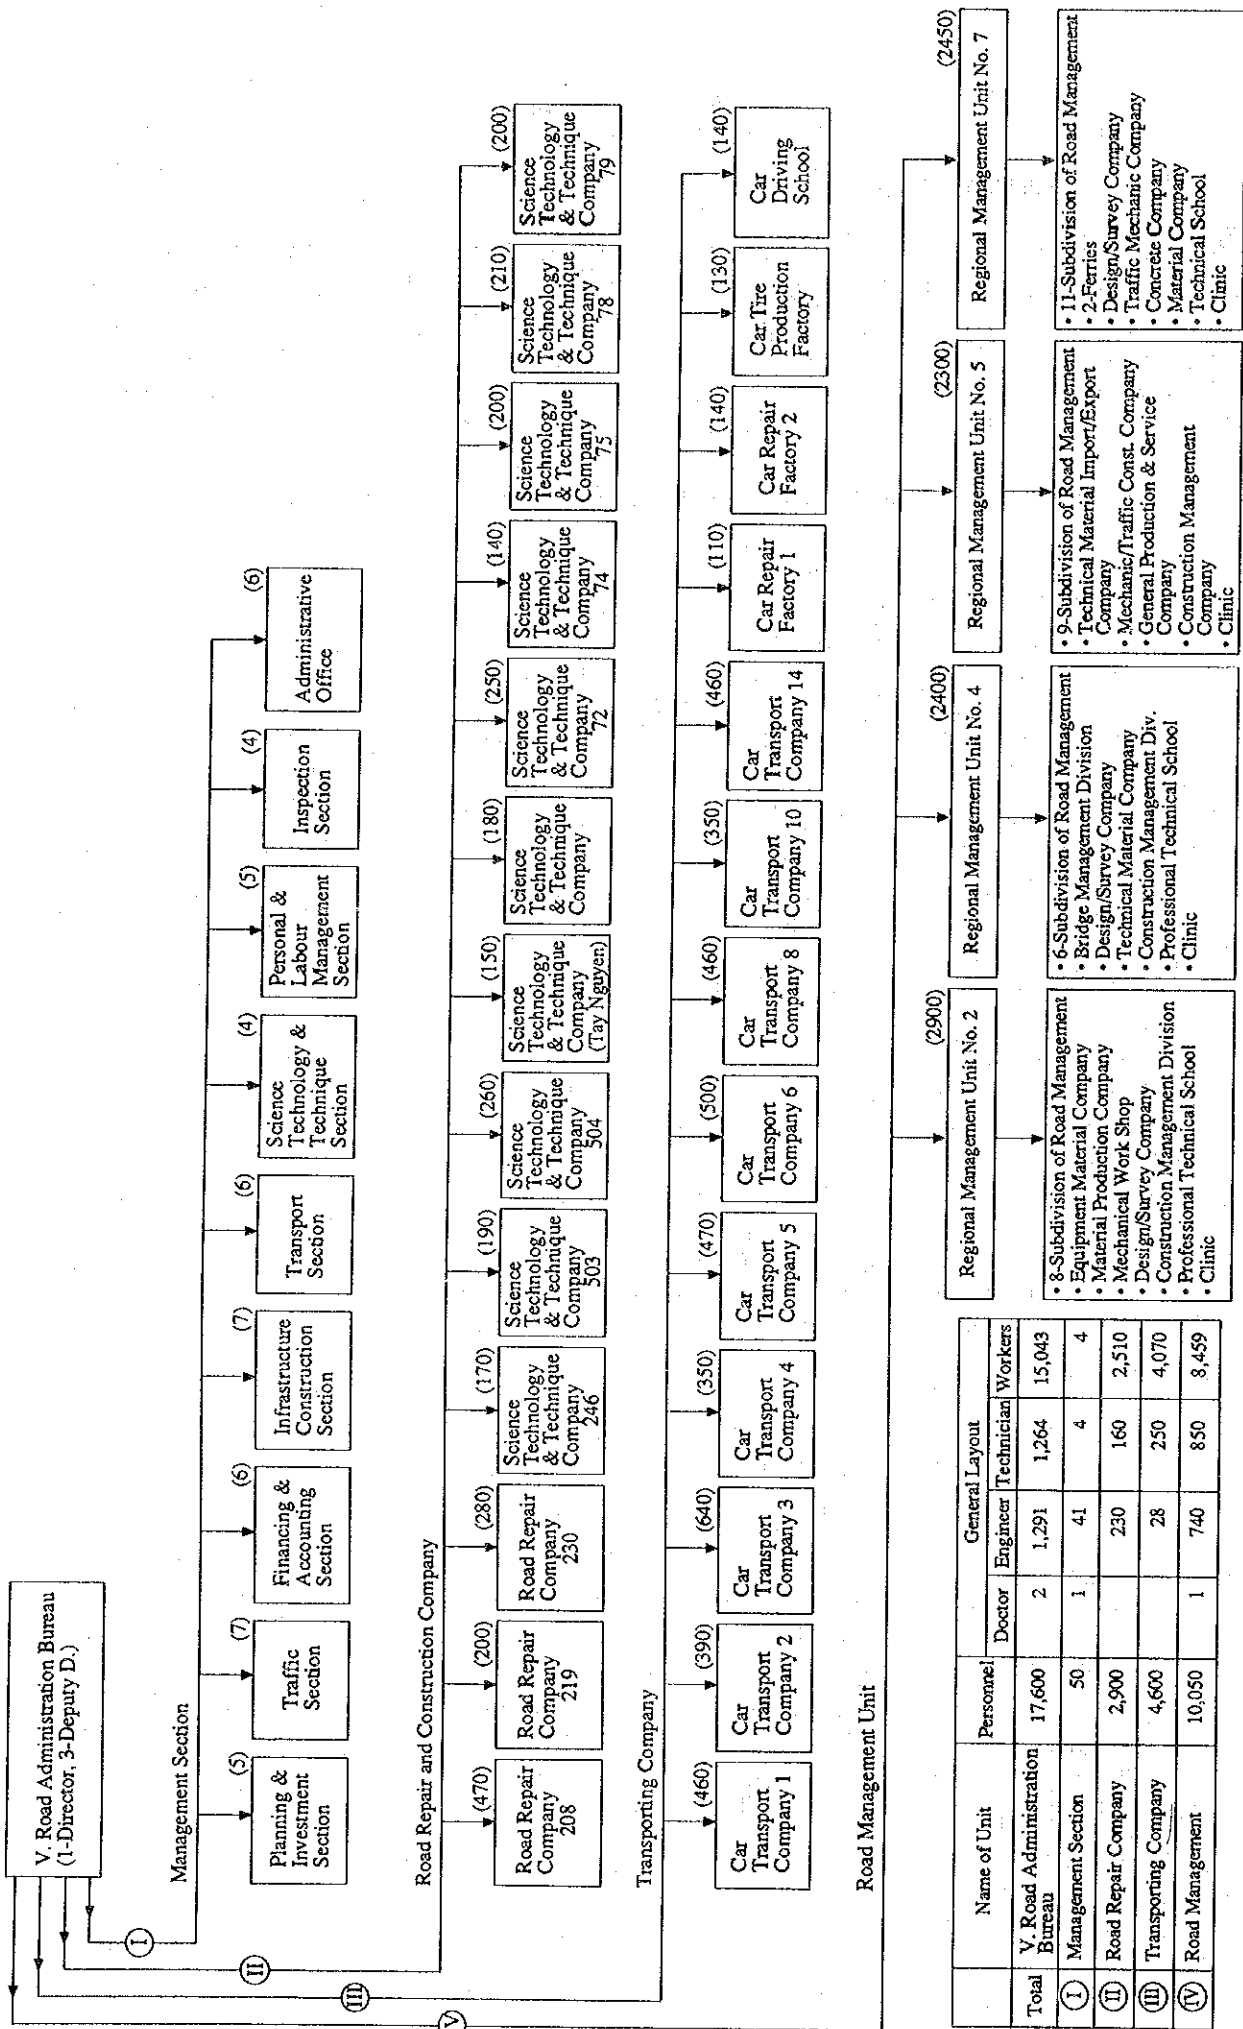 V. Road Administration Bureau
(1-Director, 3-Deputy D.)
I
II
III
V
Management Section
(5)
Planning &
Investment
Section
(7)
Traffic
Section
(6)
Financing &
Accounting
Section
(7)
Infrastructure
Construction
Section
(6)
Transport
Section
(4)
Science
Technology &
Technique
Section
(5)
Personal &
Labour
Management
Section
(4)
Inspection
Section
(6)
Administrative
Office
Road Repair and Construction Company
(470)
Road Repair
Company
208
(200)
Road Repair
Company
219
(280)
Road Repair
Company
230
(170)
Science
Technology
& Technique
Company
246
(190)
Science
Technology
& Technique
Company
503
(260)
Science
Technology
& Technique
Company
504
(150)
Science
Technology
& Technique
Company
(Tay Nguyen)
(180)
Science
Technology
& Technique
Company
(250)
Science
Technology
& Technique
Company
72
(140)
Science
Technology
& Technique
Company
74
(200)
Science
Technology
& Technique
Company
75
(210)
Science
Technology
& Technique
Company
78
(200)
Science
Technology
& Technique
Company
79
Transporting Company
(460)
Car
Transport
Company 1
(390)
Car
Transport
Company 2
(640)
Car
Transport
Company 3
(350)
Car
Transport
Company 4
(470)
Car
Transport
Company 5
(500)
Car
Transport
Company 6
(460)
Car
Transport
Company 8
(350)
Car
Transport
Company 10
(460)
Car
Transport
Company 14
(110)
Car Repair
Factory 1
(140)
Car Repair
Factory 2
(130)
Car Tire
Production
Factory
(140)
Car
Driving
School
Road Management Unit
(2900)
Regional Management Unit No. 2
• 8-Subdivision of Road Management
• Equipment Material Company
• Material Production Company
• Mechanical Work Shop
• Design/Survey Company
• Construction Management Division
• Professional Technical School
• Clinic
(2400)
Regional Management Unit No. 4
• 6-Subdivision of Road Management
• Bridge Management Division
• Design/Survey Company
• Technical Material Company
• Construction Management Div.
• Professional Technical School
• Clinic
(2300)
Regional Management Unit No. 5
• 9-Subdivision of Road Management
• Technical Material Import/Export
Company
• Mechanic/Traffic Const. Company
• General Production & Service
Company
• Construction Management
Company
• Clinic
(2450)
Regional Management Unit No. 7
• 11-Subdivision of Road Management
• 2-Ferries
• Design/Survey Company
• Traffic Mechanic Company
• Concrete Company
• Material Company
• Technical School
• Clinic
Name of Unit Personnel General Layout
Doctor Engineer Technician Workers
Total V. Road Administration Bureau 17,600 2 1,291 1,264 15,043
I Management Section 50 1 41 4 4
II Road Repair Company 2,900 230 160 2,510
III Transporting Company 4,600 28 250 4,070
IV Road Management 10,050 1 740 850 8,459